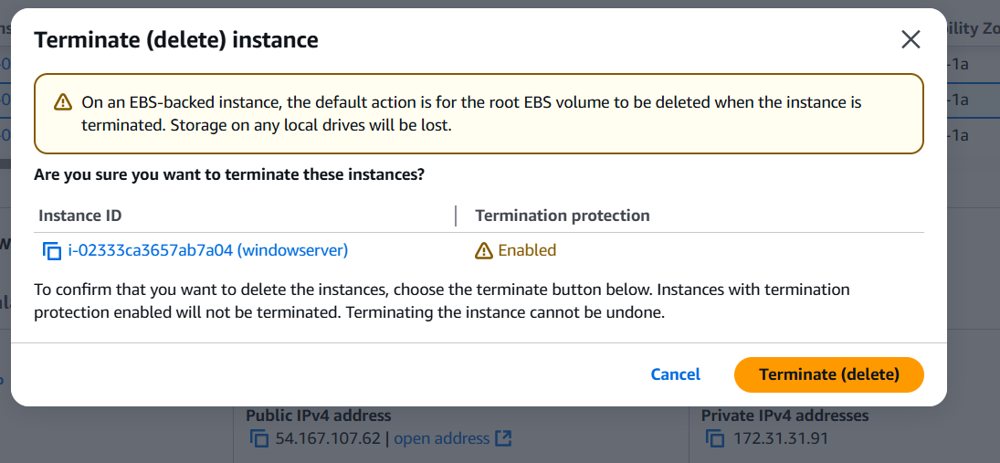 Terminate (delete) instance
ility Zo
-1a
On an EBS-backed instance, the default action is for the root EBS volume to be deleted when the instance is
-1a
terminated. Storage on any local drives will be lost.
-1a
Are you sure you want to terminate these instances?
Instance ID
Termination protection
i-02333ca3657ab7a04 (windowserver)
Enabled
To confirm that you want to delete the instances, choose the terminate button below. Instances with termination
protection enabled will not be terminated. Terminating the instance cannot be undone.
Cancel
Terminate (delete)
Public IPv4 address
Private IPv4 addresses
54.167.107.62 | open address
172.31.31.91